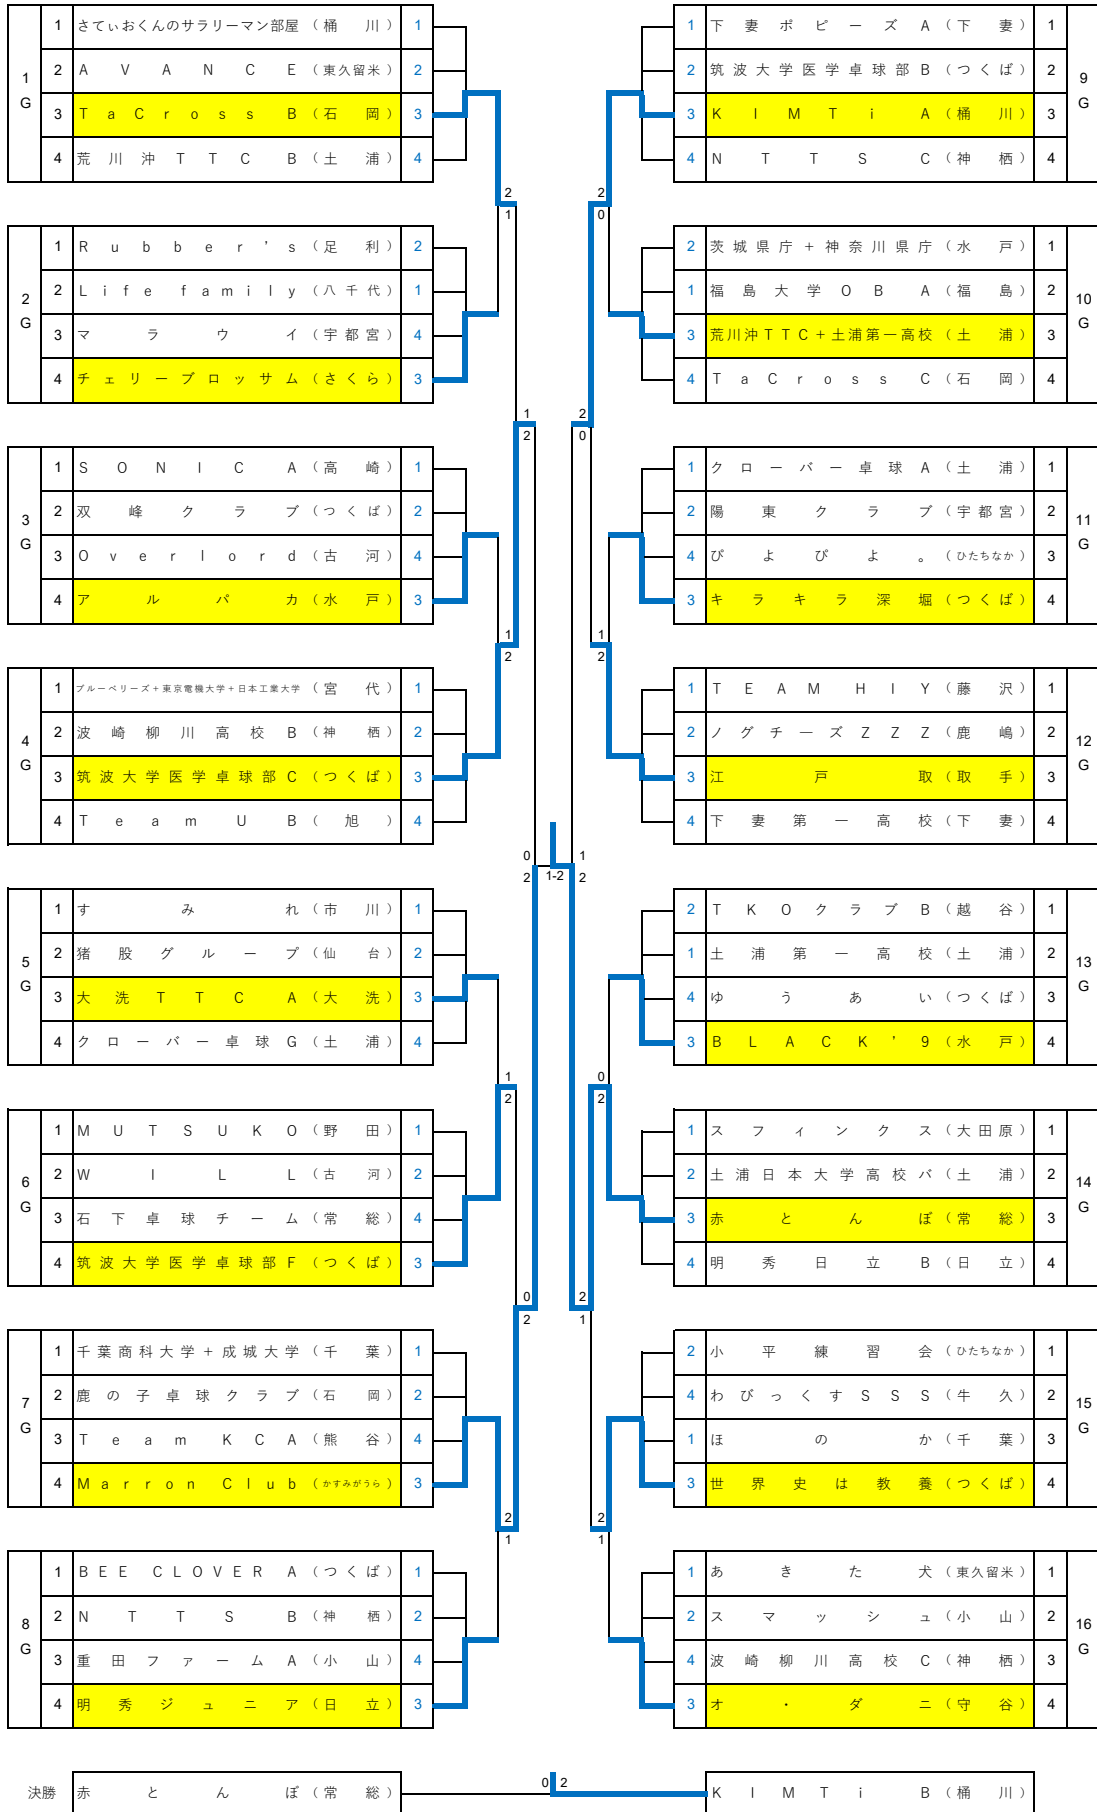 1G
1 さてぃおくんのサラリーマン部屋 (桶川) 1
2 AVANCE (東久留米) 2
3 TaCross B (石岡) 3
4 荒川沖TTC B (土浦) 4
2G
1 Rubber's (足利) 2
2 Life family (八千代) 1
3 マラウイ (宇都宮) 4
4 チェリーブロッサム (さくら) 3
3G
1 SONIC A (高崎) 1
2 双峰クラブ (つくば) 2
3 Overlord (古河) 4
4 アルパカ (水戸) 3
4G
1 ブルーベリーズ+東京電機大学+日本工業大学 (宮代) 1
2 波崎柳川高校B (神栖) 2
3 筑波大学医学卓球部C (つくば) 3
4 Team UB (旭) 4
5G
1 すみれ (市川) 1
2 猪股グループ (仙台) 2
3 大洗TTC A (大洗) 3
4 クローバー卓球G (土浦) 4
6G
1 MUTSUKO (野田) 1
2 WILL (古河) 2
3 石下卓球チーム (常総) 4
4 筑波大学医学卓球部F (つくば) 3
7G
1 千葉商科大学+成城大学 (千葉) 1
2 鹿の子卓球クラブ (石岡) 2
3 Team KCA (熊谷) 4
4 Marron Club (かすみがうら) 3
8G
1 BEE CLOVER A (つくば) 1
2 NTTS B (神栖) 2
3 重田ファームA (小山) 4
4 明秀ジュニア (日立) 3
2
1
1
2
1
2
0
2
1
2
0
2
2
1
1-2
2
0
2
0
1
2
1
2
0
2
2
1
2
1
1 下妻ポピーズA (下妻) 1
2 筑波大学医学卓球部B (つくば) 2
3 KIMTi A (桶川) 3
4 NTTS C (神栖) 4
9G
2 茨城県庁+神奈川県庁 (水戸) 1
1 福島大学OB A (福島) 2
3 荒川沖TTC+土浦第一高校 (土浦) 3
4 TaCross C (石岡) 4
10G
1 クローバー卓球A (土浦) 1
2 陽東クラブ (宇都宮) 2
4 ぴよぴよ。 (ひたちなか) 3
3 キラキラ深堀 (つくば) 4
11G
1 TEAM HIY (藤沢) 1
2 ノグチーズZZZ (鹿嶋) 2
3 江戸取 (取手) 3
4 下妻第一高校 (下妻) 4
12G
2 TKOクラブB (越谷) 1
1 土浦第一高校 (土浦) 2
4 ゆうあい (つくば) 3
3 BLACK'9 (水戸) 4
13G
1 スフィンクス (大田原) 1
2 土浦日本大学高校バ (土浦) 2
3 赤とんぼ (常総) 3
4 明秀日立B (日立) 4
14G
2 小平練習会 (ひたちなか) 1
4 わびっくすSSS (牛久) 2
1 ほのか (千葉) 3
3 世界史は教養 (つくば) 4
15G
1 あきた犬 (東久留米) 1
2 スマッシュ (小山) 2
4 波崎柳川高校C (神栖) 3
3 オ・ダニ (守谷) 4
16G
決勝 赤とんぼ (常総) 0 2 KIMTi B (桶川)